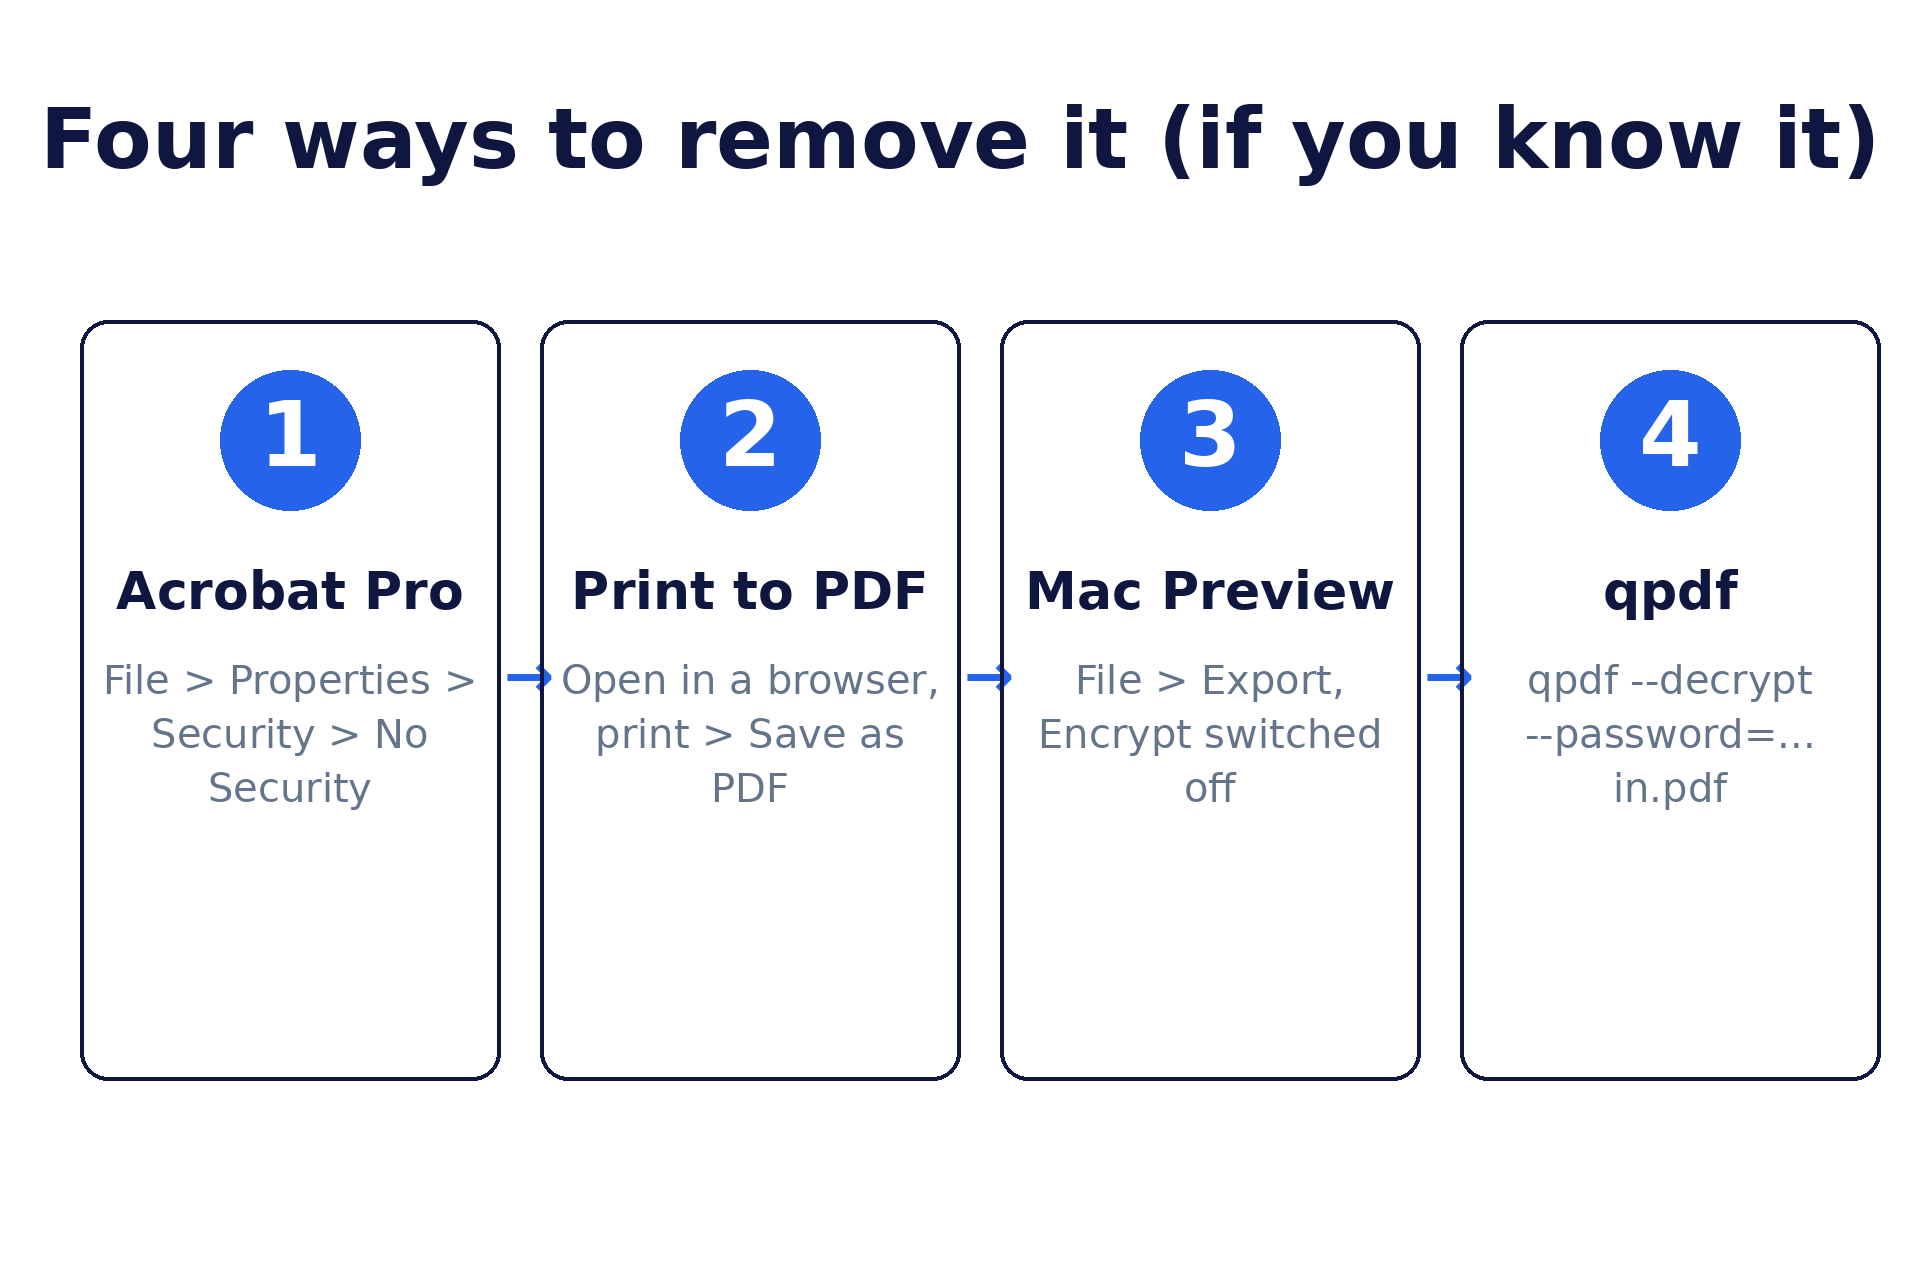 Four ways to remove it (if you know it)
1
Acrobat Pro
File > Properties >
Security > No
Security
→
2
Print to PDF
Open in a browser,
print > Save as
PDF
→
3
Mac Preview
File > Export,
Encrypt switched
off
→
4
qpdf
qpdf --decrypt
--password=...
in.pdf